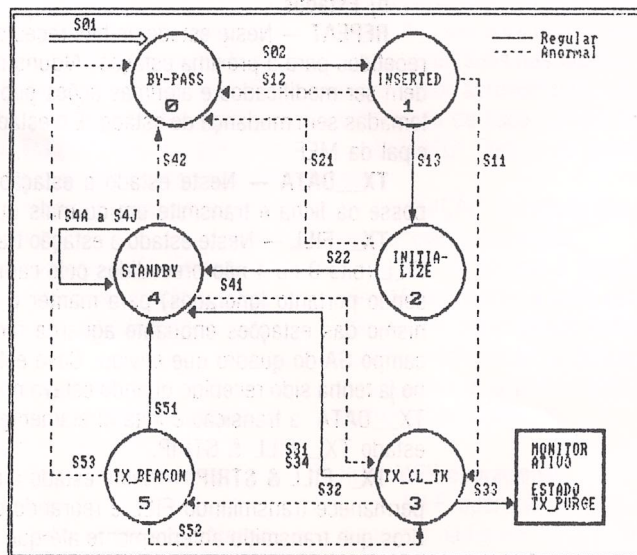 S01
Regular
Anormal
BY-PASS
0
S02
S12
INSERTED
1
S42
S21
S13
S11
S4A a S4J
STANDBY
4
S22
S41
INITIA-
LIZE
2
S51
S53
S31
S34
S32
S33
TX_BEACON
5
TX_CL_TK
3
S52
MONITOR
ATIVO
ESTADO
TX_PURGE